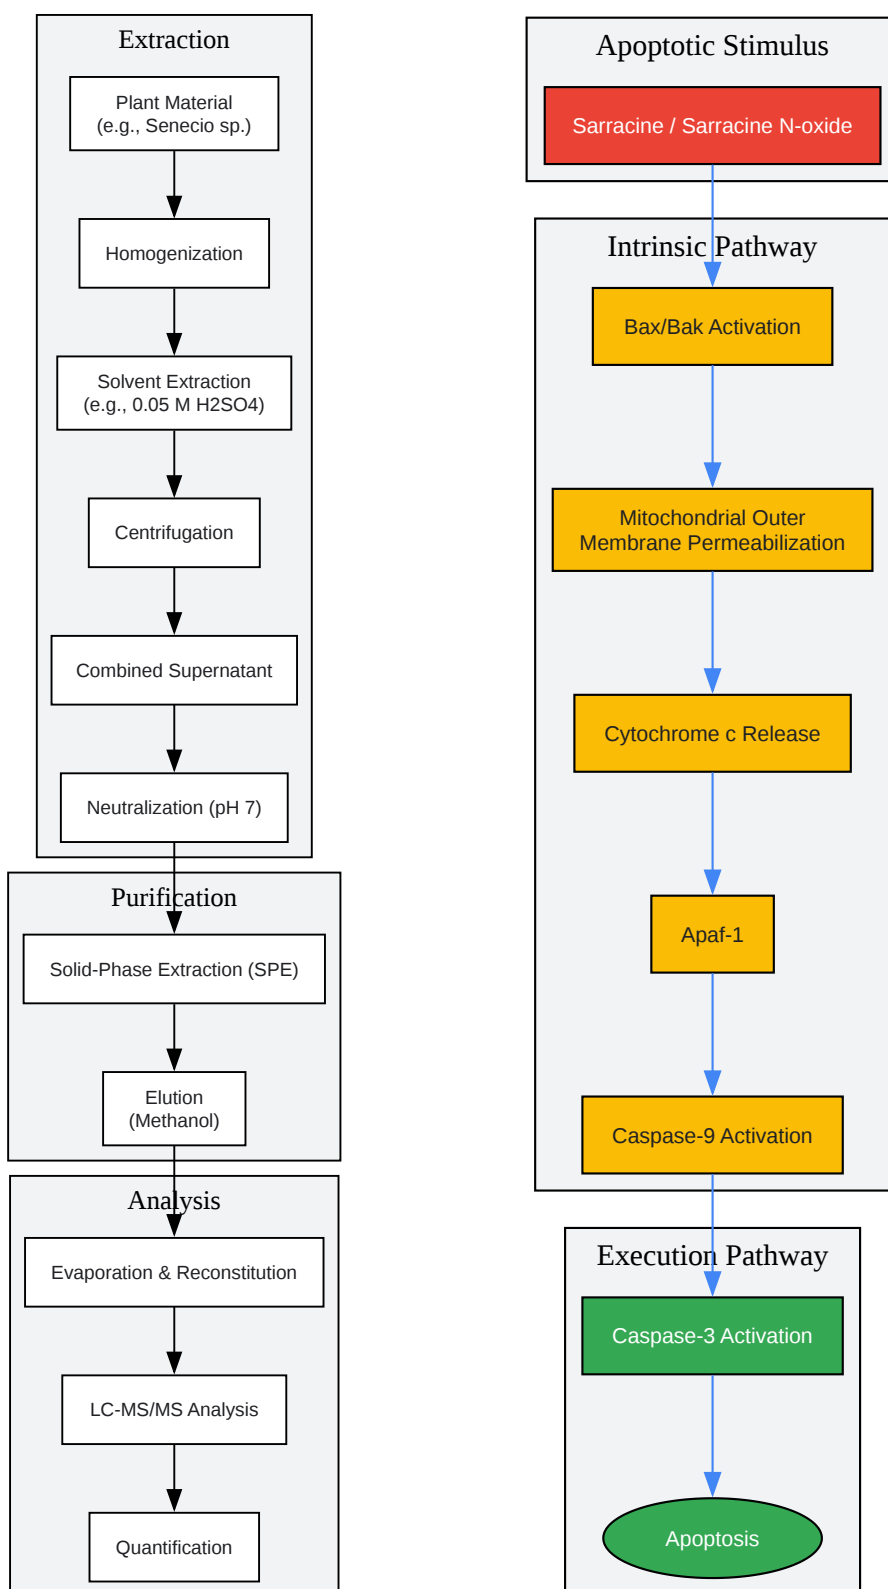 Extraction
Plant Material
(e.g., Senecio sp.)
Homogenization
Solvent Extraction
(e.g., 0.05 M H2SO4)
Centrifugation
Combined Supernatant
Neutralization (pH 7)
Purification
Solid-Phase Extraction (SPE)
Elution
(Methanol)
Analysis
Evaporation & Reconstitution
LC-MS/MS Analysis
Quantification
Apoptotic Stimulus
Sarracine / Sarracine N-oxide
Intrinsic Pathway
Bax/Bak Activation
Mitochondrial Outer
Membrane Permeabilization
Cytochrome c Release
Apaf-1
Caspase-9 Activation
Execution Pathway
Caspase-3 Activation
Apoptosis